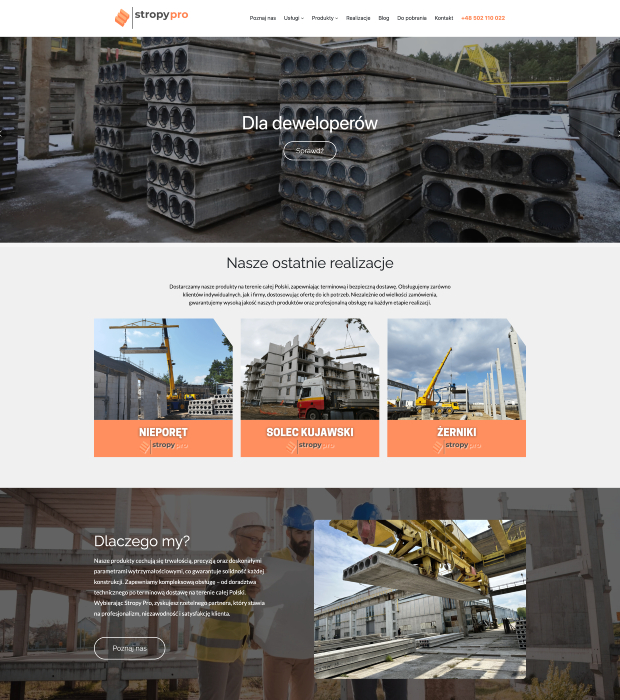 stropypro
Poznaj nas Usługi Produkty Realizacje Blog Do pobrania Kontakt +48 502 110 022
Dla deweloperów
Sprawdź
Nasze ostatnie realizacje
Dostarczamy nasze produkty na terenie całej Polski, zapewniając terminową i bezpieczną dostawę. Obsługujemy zarówno
klientów indywidualnych, jak i firmy, dostosowując ofertę do ich potrzeb. Niezależnie od wielkości zamówienia,
gwarantujemy wysoką jakość naszych produktów oraz profesjonalną obsługę na każdym etapie realizacji.
NIEPORĘT
stropypro
SOLEC KUJAWSKI
stropypro
ŻERNIKI
stropypro
Dlaczego my?
Nasze produkty cechują się trwałością, precyzją oraz doskonałymi
parametrami wytrzymałościowymi, co gwarantuje solidność każdej
konstrukcji. Zapewniamy kompleksową obsługę – od doradztwa
technicznego po terminową dostawę na terenie całej Polski.
Wybierając Stropy Pro, zyskujesz rzetelnego partnera, który stawia
na profesjonalizm, niezawodność i satysfakcję klienta.
Poznaj nas